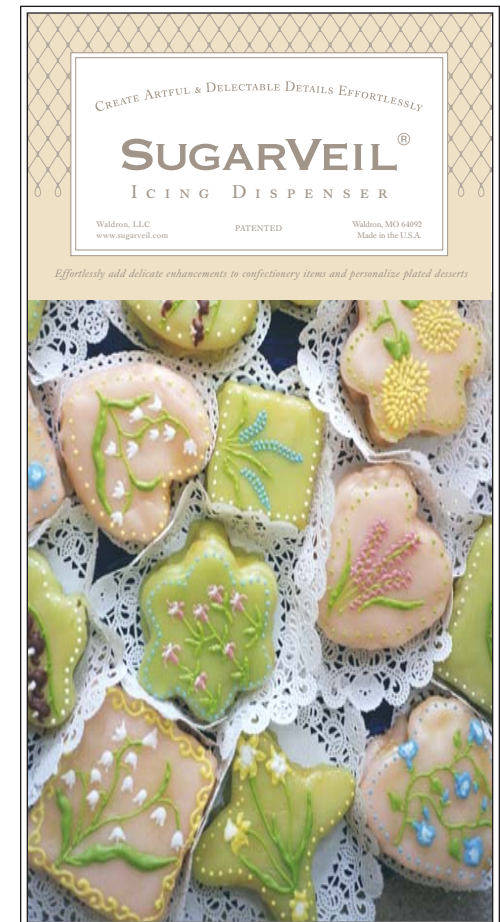 Create Artful & Delectable Details Effortlessly
SugarVeil®
Icing Dispenser
Waldron, LLC
www.sugarveil.com
PATENTED
Waldron, MO 64092
Made in the U.S.A.
Effortlessly add delicate enhancements to confectionery items and personalize plated desserts